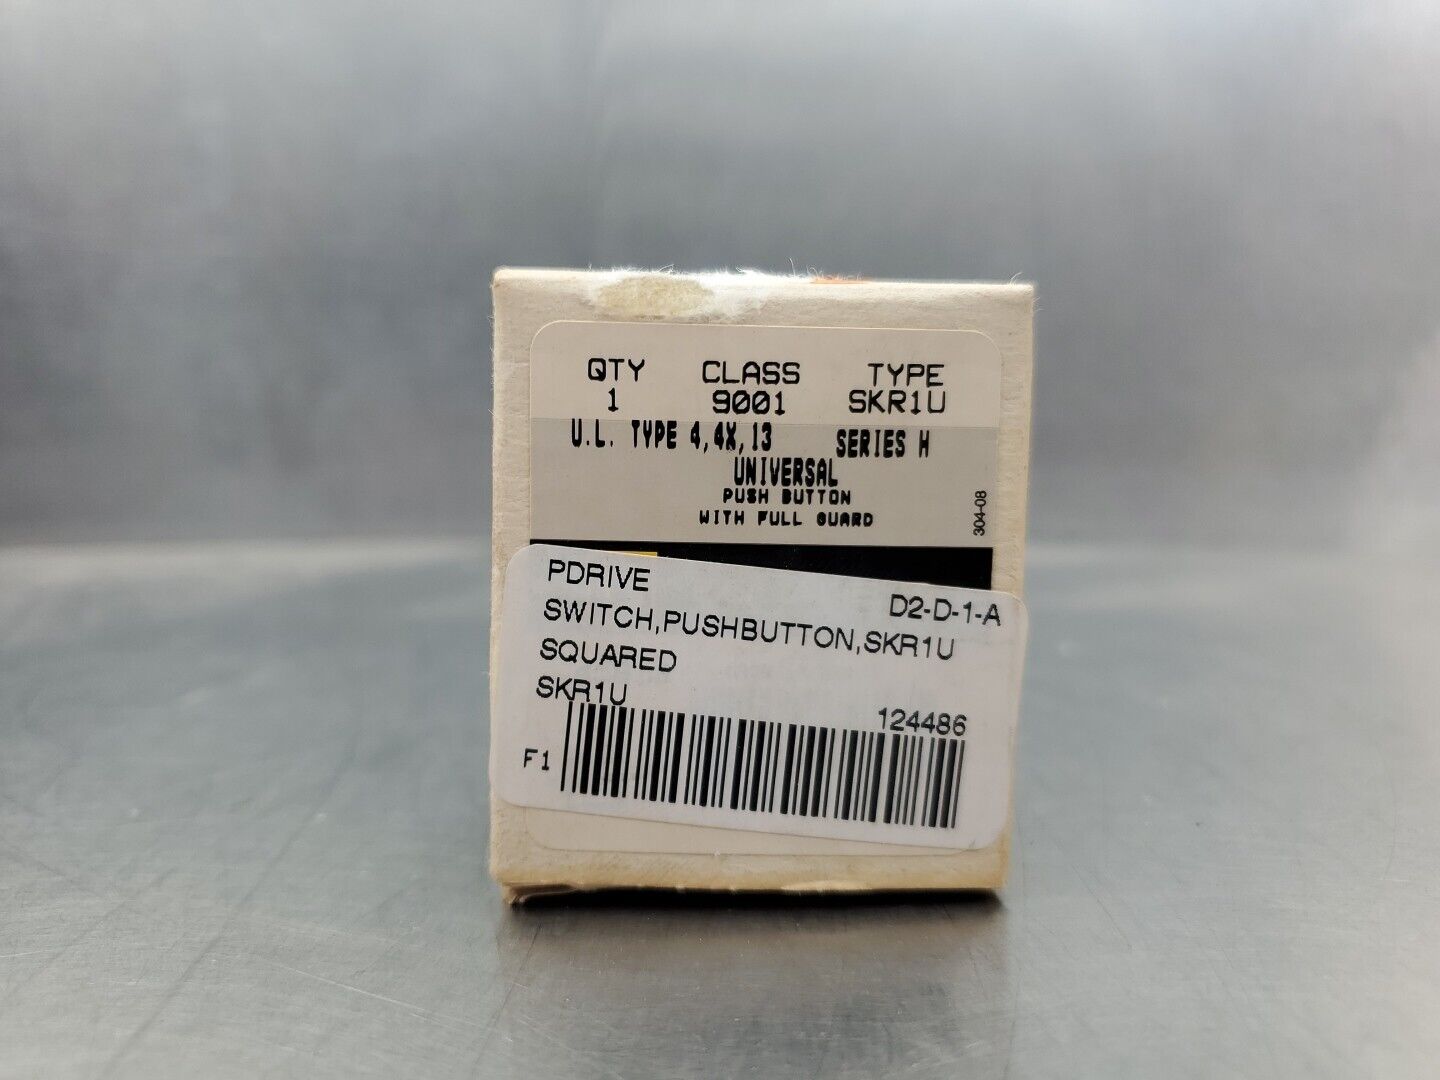 QTY CLASS TYPE
1 9001 SKR1U
U.L. TYPE 4,4X,13 SERIES H
UNIVERSAL
PUSH BUTTON
WITH FULL GUARD
304-08
PDRIVE D2-D-1-A
SWITCH,PUSHBUTTON,SKR1U
SQUARED
SKR1U 124486
F1